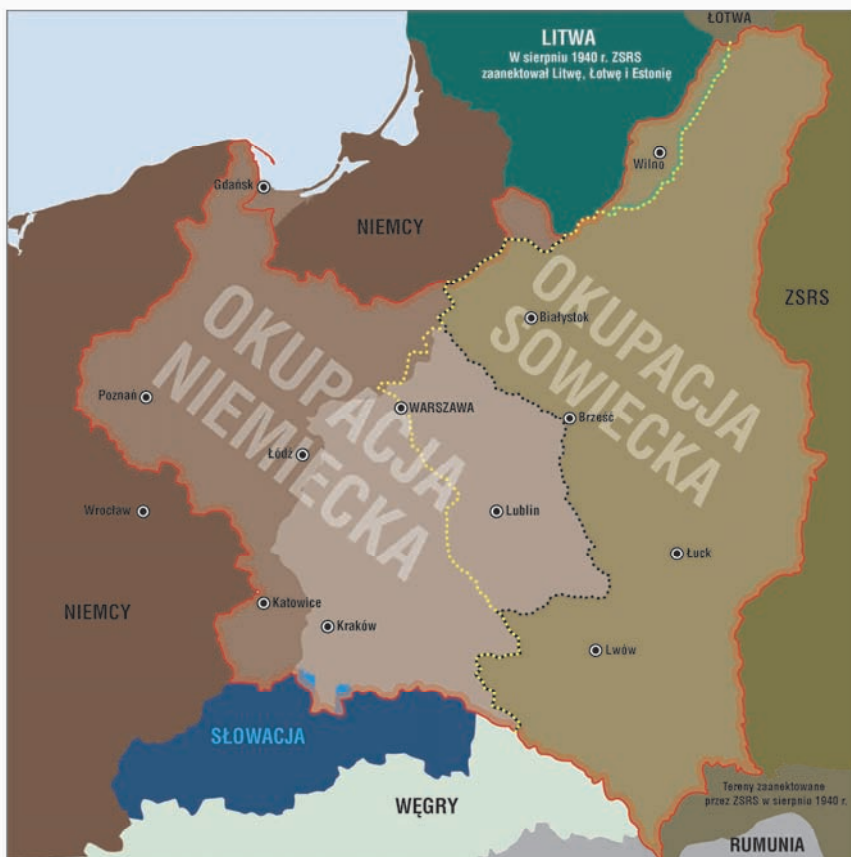 ŁOTWA
LITWA
W sierpniu 1940 r. ZSRS
zaanektował Litwę, Łotwę i Estonię
Wilno
Gdańsk
NIEMCY
ZSRS
OKUPACJA
NIEMIECKA
OKUPACJA
SOWIECKA
Białystok
Poznań
WARSZAWA
Brześć
Łódź
Wrocław
Lublin
Łuck
NIEMCY
Katowice
Kraków
Lwów
SŁOWACJA
Tereny zaanektowane
przez ZSRS w sierpniu 1940 r.
WĘGRY
RUMUNIA